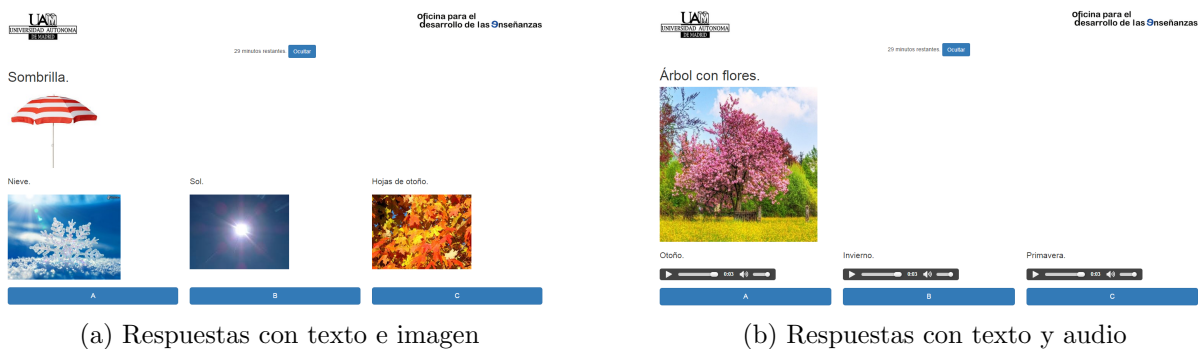 UAM
UNIVERSIDAD AUTONOMA
DE MADRID
oficina para el
desarrollo de las enseñanzas
29 minutos restantes Ocultar
Sombrilla.
Nieve. Sol. Hojas de otoño.
A B C
(a) Respuestas con texto e imagen
UAM
UNIVERSIDAD AUTONOMA
DE MADRID
oficina para el
desarrollo de las enseñanzas
29 minutos restantes Ocultar
Árbol con flores.
Otoño. Invierno. Primavera.
0:03 0:03 0:03
A B C
(b) Respuestas con texto y audio